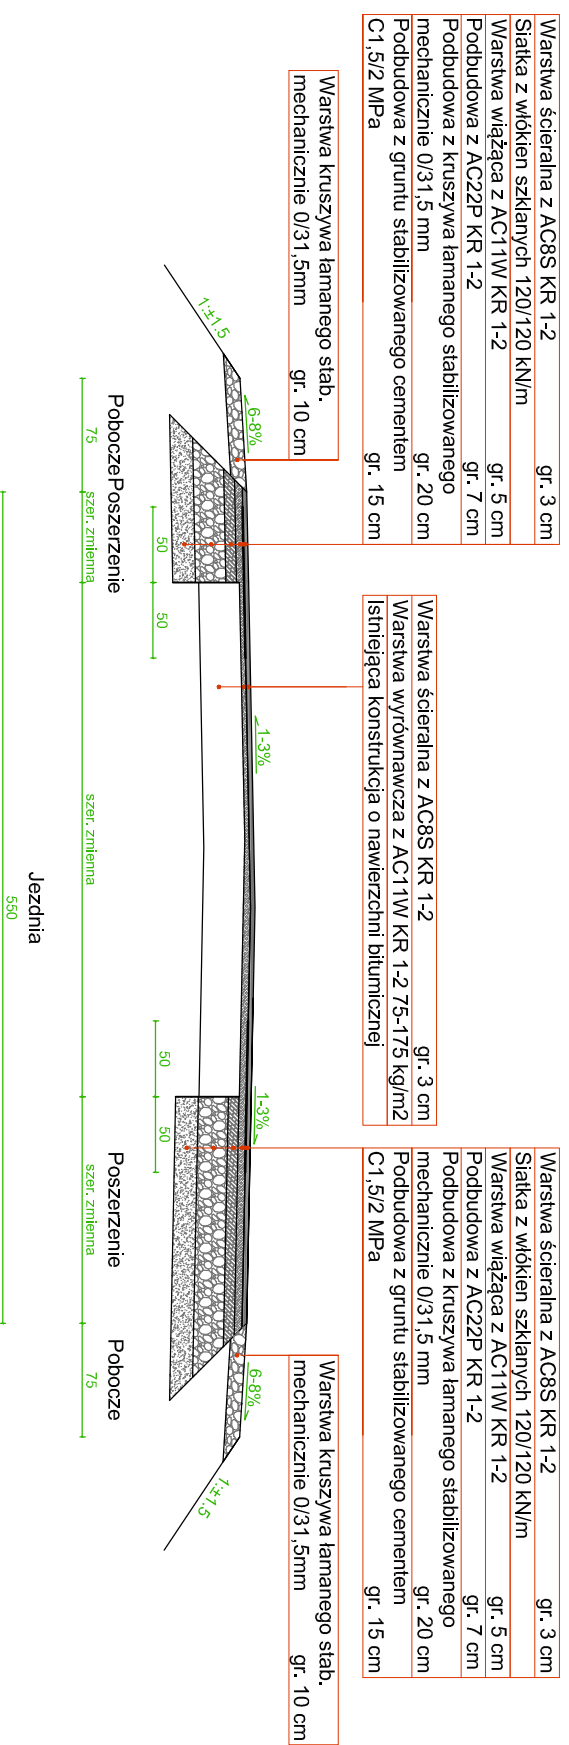 Warstwa ścieralna z AC8S KR 1-2 gr. 3 cm
Siatka z włókien szklanych 120/120 kN/m
Warstwa wiążąca z AC11W KR 1-2 gr. 5 cm
Podbudowa z AC22P KR 1-2 gr. 7 cm
Podbudowa z kruszywa łamanego stabilizowanego
mechanicznie 0/31,5 mm gr. 20 cm
Podbudowa z gruntu stabilizowanego cementem
C1,5/2 MPa gr. 15 cm
Warstwa ścieralna z AC8S KR 1-2 gr. 3 cm
Warstwa wyrównawcza z AC11W KR 1-2 75-175 kg/m2
Istniejąca konstrukcja o nawierzchni bitumicznej
Warstwa ścieralna z AC8S KR 1-2 gr. 3 cm
Siatka z włókien szklanych 120/120 kN/m
Warstwa wiążąca z AC11W KR 1-2 gr. 5 cm
Podbudowa z AC22P KR 1-2 gr. 7 cm
Podbudowa z kruszywa łamanego stabilizowanego
mechanicznie 0/31,5 mm gr. 20 cm
Podbudowa z gruntu stabilizowanego cementem
C1,5/2 MPa gr. 15 cm
Warstwa kruszywa łamanego stab.
mechanicznie 0/31,5mm gr. 10 cm
Warstwa kruszywa łamanego stab.
mechanicznie 0/31,5mm gr. 10 cm
1:±1.5
6-8%
1-3%
1-3%
6-8%
1:±1.5
50
50
50
50
Pobocze
Poszerzenie
Poszerzenie
Pobocze
75
szer. zmienna
szer. zmienna
szer. zmienna
75
Jezdnia
550